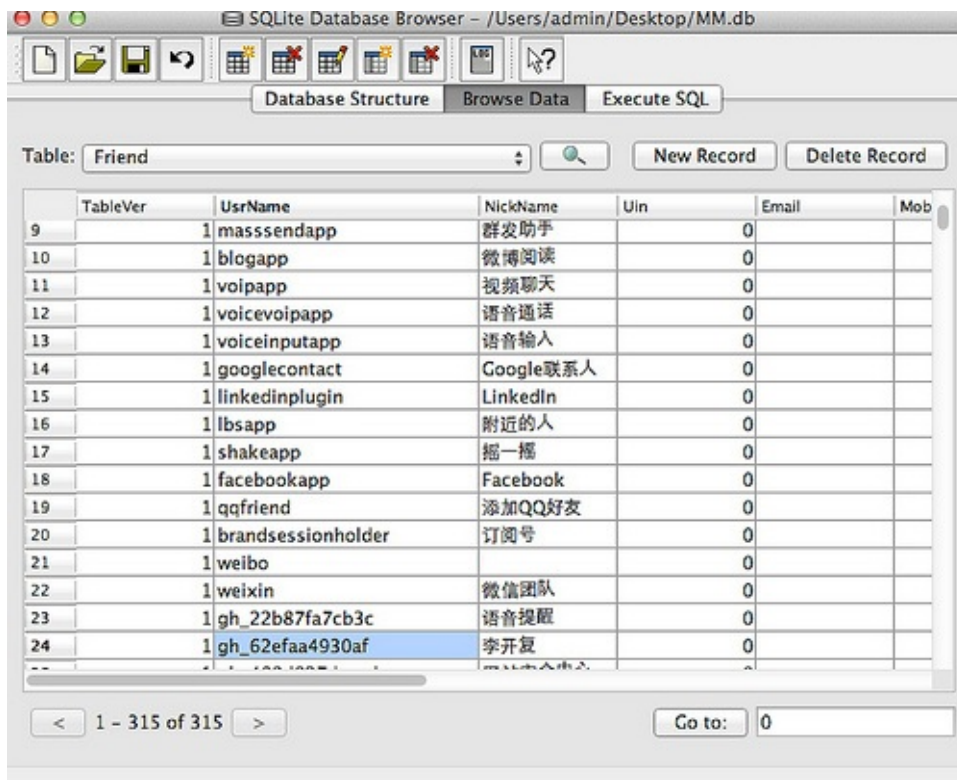 SQLite Database Browser - /Users/admin/Desktop/MM.db
LOG
Database Structure Browse Data Execute SQL
Table: Friend New Record Delete Record
TableVer UsrName NickName Uin Email Mob
9 1 masssendapp 群发助手 0
10 1 blogapp 微博阅读 0
11 1 voipapp 视频聊天 0
12 1 voicevoipapp 语音通话 0
13 1 voiceinputapp 语音输入 0
14 1 googlecontact Google联系人 0
15 1 linkedinplugin LinkedIn 0
16 1 lbsapp 附近的人 0
17 1 shakeapp 摇一摇 0
18 1 facebookapp Facebook 0
19 1 qqfriend 添加QQ好友 0
20 1 brandsessionholder 订阅号 0
21 1 weibo 0
22 1 weixin 微信团队 0
23 1 gh_22b87fa7cb3c 语音提醒 0
24 1 gh_62efaa4930af 李开复 0
< 1 - 315 of 315 > Go to: 0